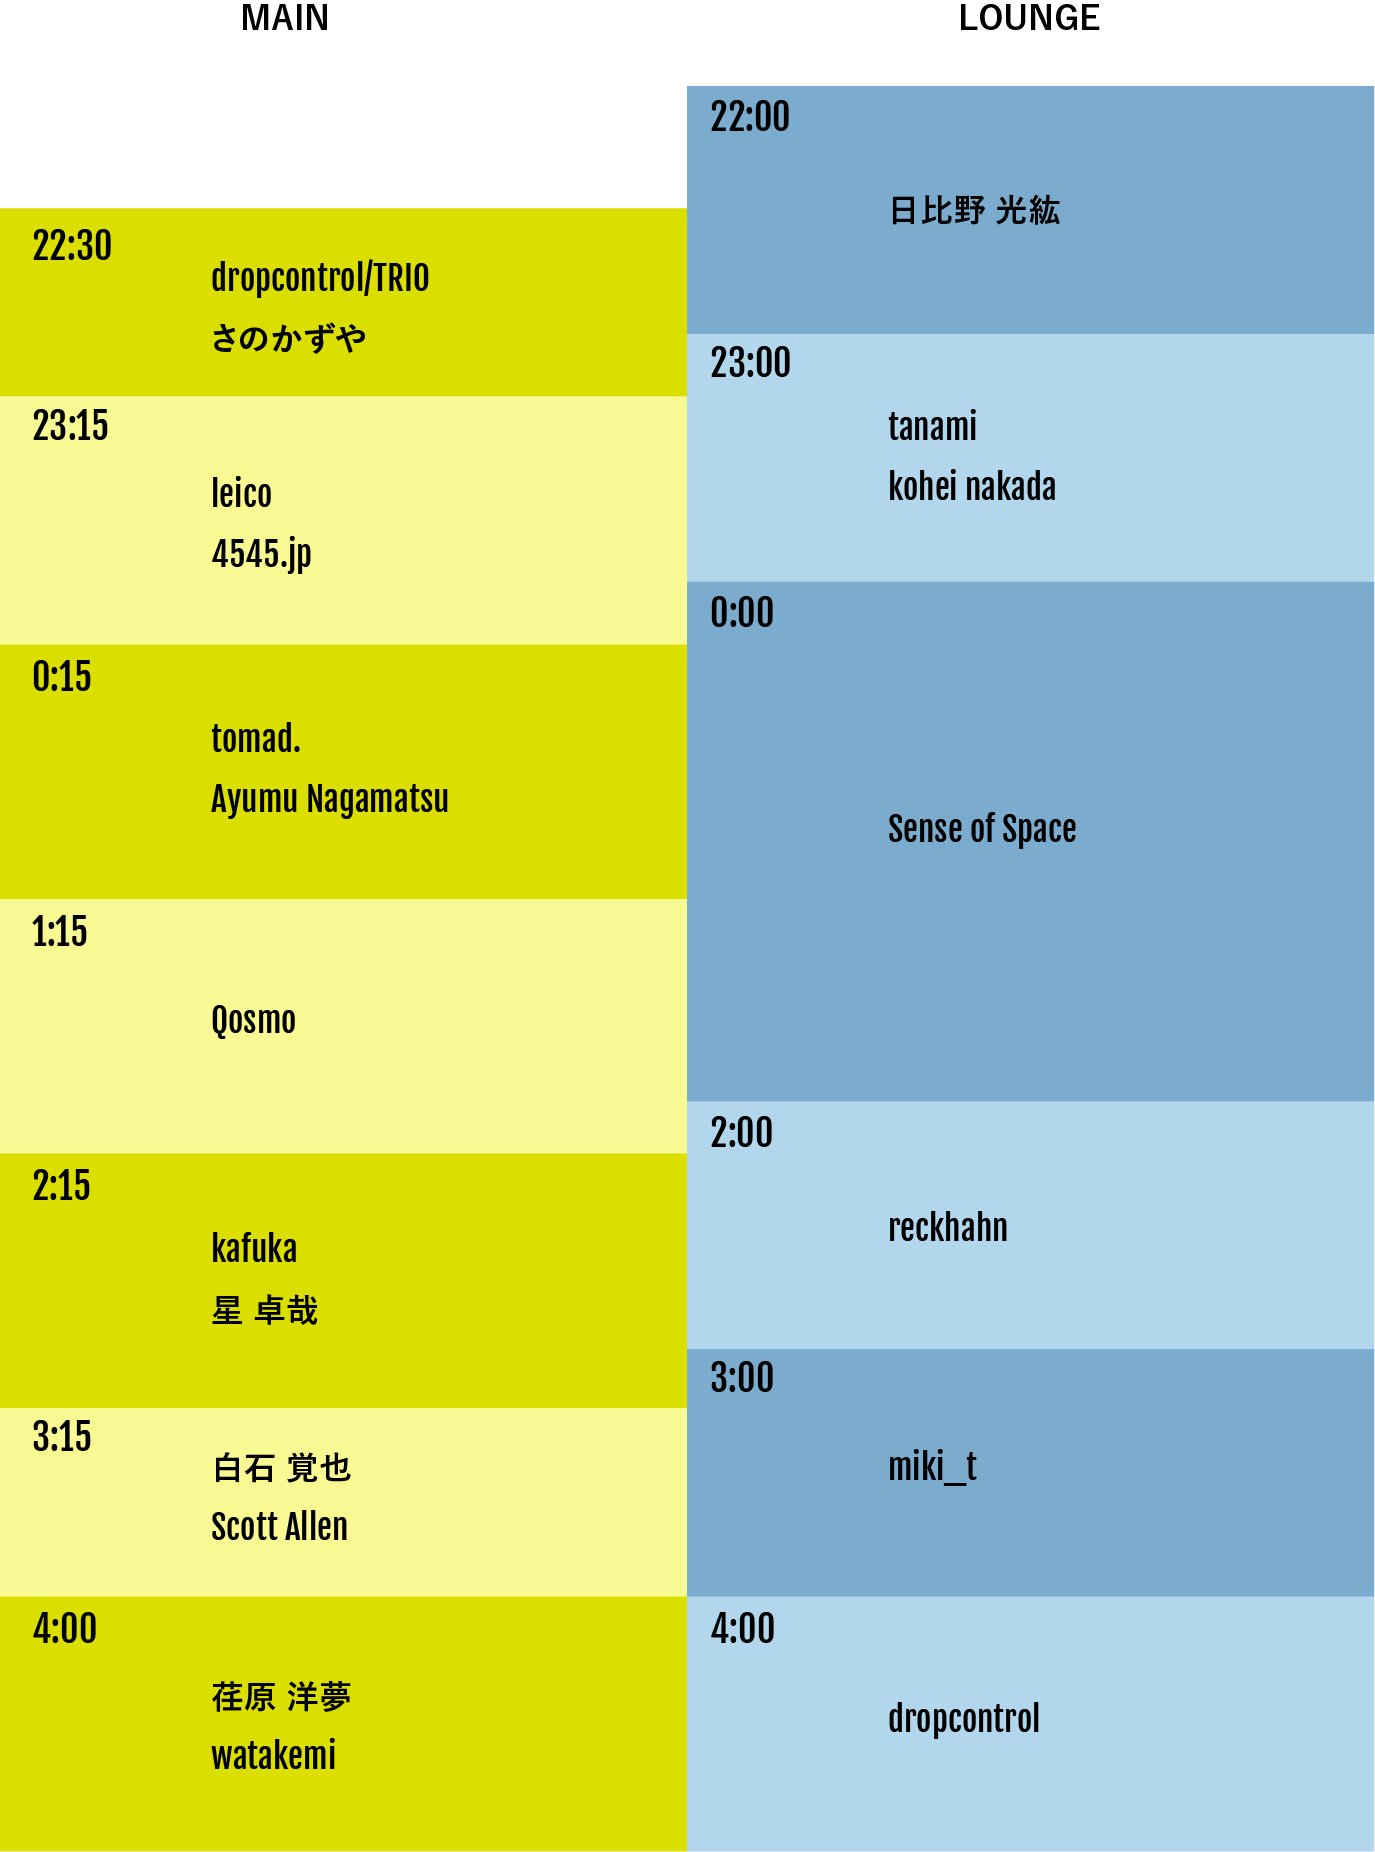 MAIN
22:30
dropcontrol/TRIO
さのかずや
23:15
leico
4545.jp
0:15
tomad.
Ayumu Nagamatsu
1:15
Qosmo
2:15
kafuka
星 卓哉
3:15
白石 覚也
Scott Allen
4:00
荏原 洋夢
watakemi
LOUNGE
22:00
日比野 光紘
23:00
tanami
kohei nakada
0:00
Sense of Space
2:00
reckhahn
3:00
miki_t
4:00
dropcontrol